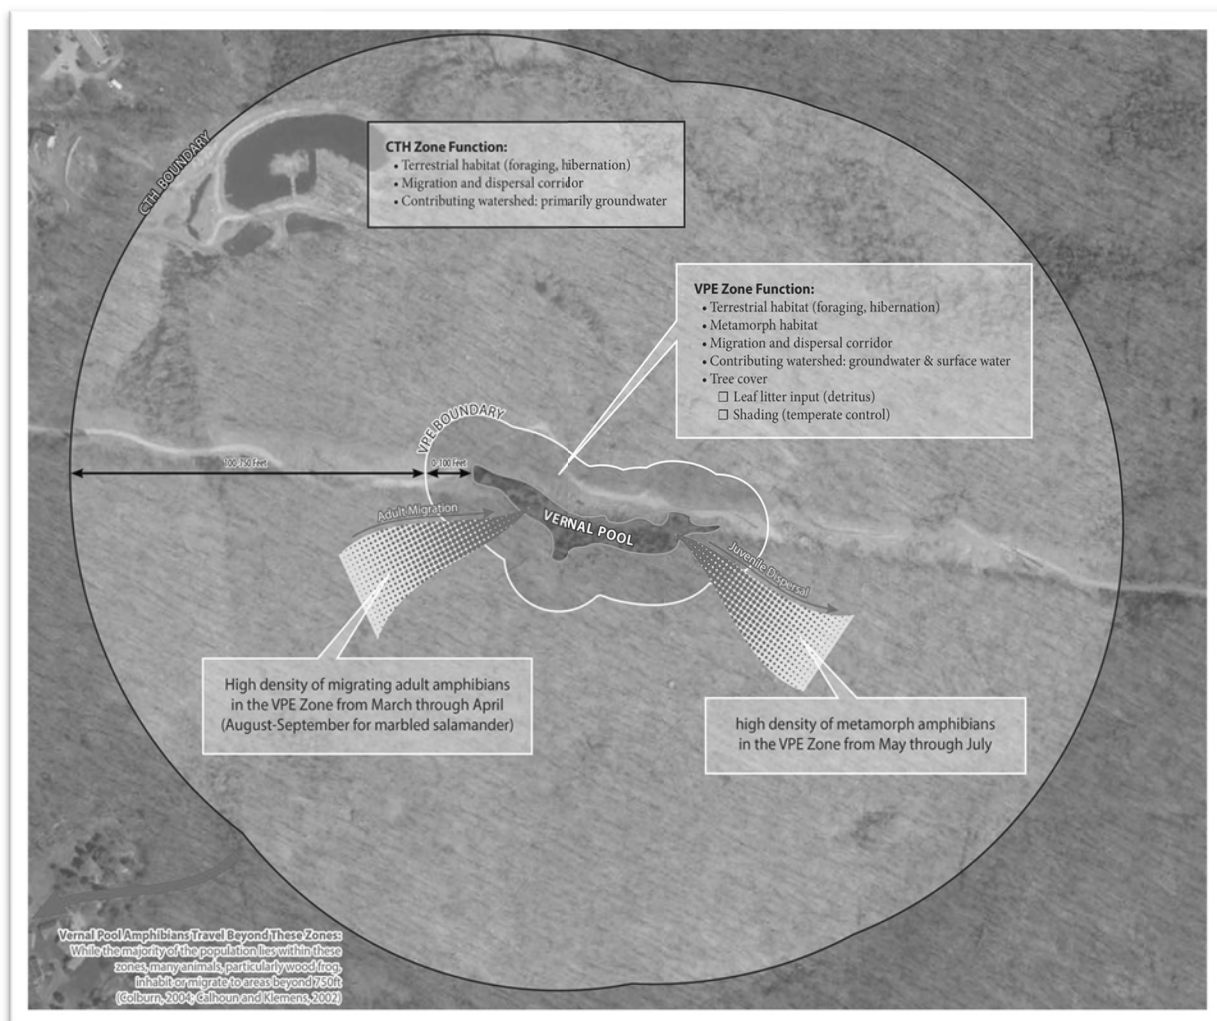 CTH BOUNDARY
CTH Zone Function:
• Terrestrial habitat (foraging, hibernation)
• Migration and dispersal corridor
• Contributing watershed: primarily groundwater
VPE Zone Function:
• Terrestrial habitat (foraging, hibernation)
• Metamorph habitat
• Migration and dispersal corridor
• Contributing watershed: groundwater & surface water
• Tree cover
❒ Leaf litter input (detritus)
❒ Shading (temperate control)
VPE BOUNDARY
100-750 Feet
0-100 Feet
Adult Migration
VERNAL POOL
Juvenile Dispersal
High density of migrating adult amphibians
in the VPE Zone from March through April
(August-September for marbled salamander)
high density of metamorph amphibians
in the VPE Zone from May through July
Vernal Pool Amphibians Travel Beyond These Zones:
While the majority of the population lies within these
zones, many animals, particularly wood frog,
inhabit or migrate to areas beyond 750ft
(Colburn, 2004; Calhoun and Klemens, 2002)